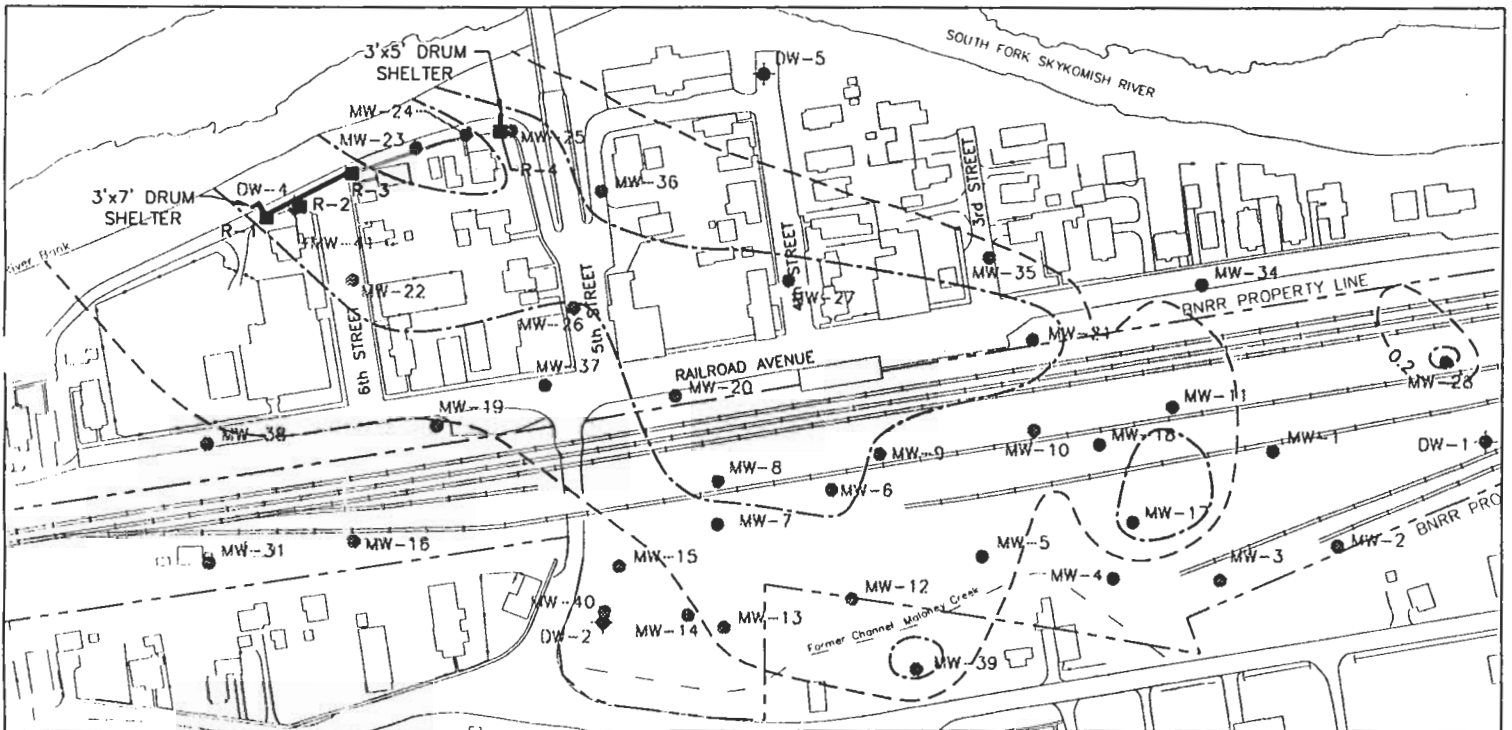 SOUTH FORK SKYKOMISH RIVER
3'x5' DRUM
SHELTER
DW-5
MW-24
MW-23
MW-25
R-4
3'x7' DRUM
SHELTER
DW-4
R-3
R-2
R-1
MW-36
3rd STREET
River Bank
MW-22
MW-35
MW-34
4th STREET
MW-27
BNRR PROPERTY LINE
MW-26
5th STREET
6th STREET
MW-21
0.2
RAILROAD AVENUE
MW-37
MW-20
MW-28
MW-19
MW-11
MW-38
MW-10
MW-18
MW-1
DW-1
MW-9
MW-8
MW-6
MW-7
MW-17
BNRR PRO
MW-31
MW-16
MW-15
MW-5
MW-2
MW-4
MW-3
MW-12
MW-40
DW-2
MW-14
MW-13
Former Channel Maloney Creek
MW-39